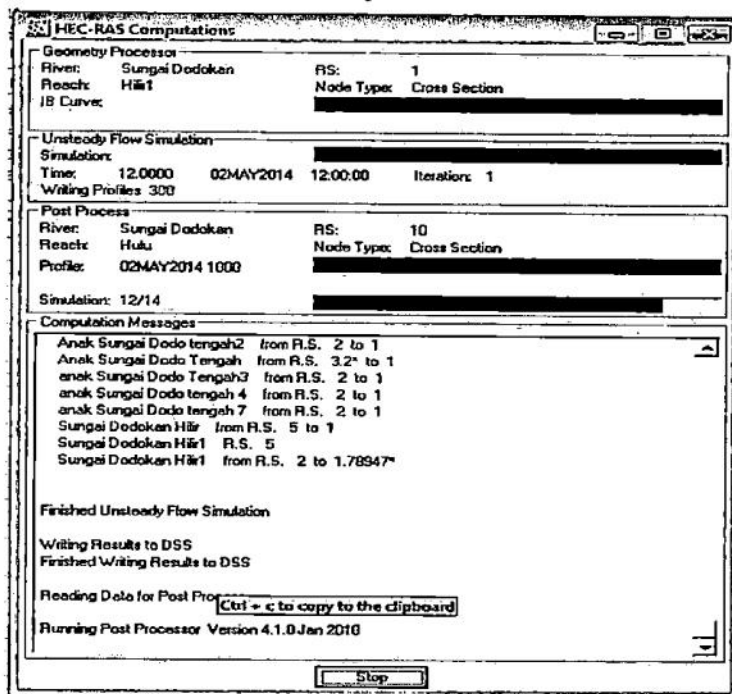 HEC-RAS Computations
Geometry Processor
River: Sungai Dodokan RS: 1
Reach: Hilir1 Node Type: Cross Section
IB Curve:
Unsteady Flow Simulation
Simulation:
Time: 12.0000 02MAY2014 12:00:00 Iteration: 1
Writing Profiles 300
Post Process
River: Sungai Dodokan RS: 10
Reach: Hulu Node Type: Cross Section
Profile: 02MAY2014 1000
Simulation: 12/14
Computation Messages
Anak Sungai Dodo tengah2 from R.S. 2 to 1
Anak Sungai Dodo Tengah from R.S. 3.2* to 1
anak Sungai Dodo Tengah3 from R.S. 2 to 1
anak Sungai Dodo tengah 4 from R.S. 2 to 1
anak Sungai Dodo tengah 7 from R.S. 2 to 1
Sungai Dodokan Hilir from R.S. 5 to 1
Sungai Dodokan Hilir1 R.S. 5
Sungai Dodokan Hilir1 from R.S. 2 to 1.78947*
Finished Unsteady Flow Simulation
Writing Results to DSS
Finished Writing Results to DSS
Reading Data for Post Proc
Ctrl + c to copy to the clipboard
Running Post Processor Version 4.1.0 Jan 2010
Stop